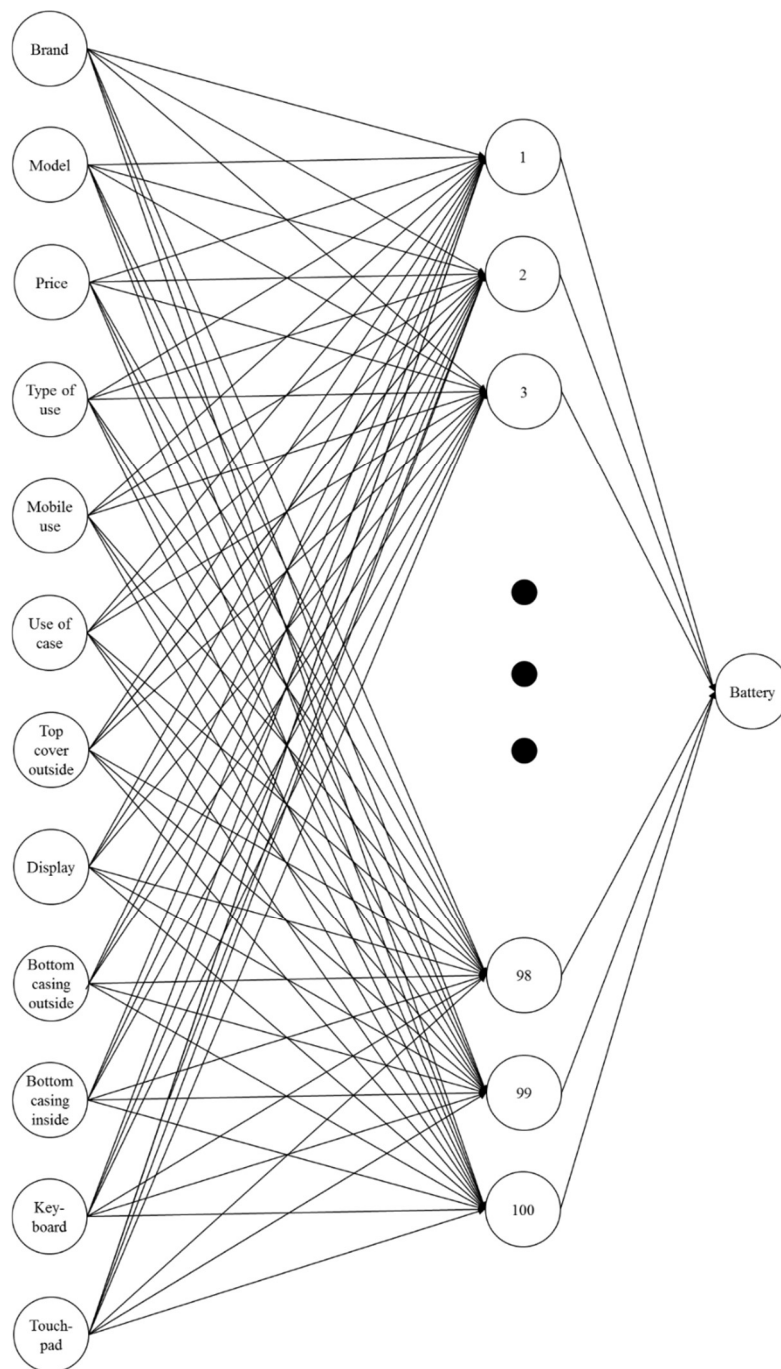 Brand
Model
Price
Type of
use
Mobile
use
Use of
case
Top
cover
outside
Display
Bottom
casing
outside
Bottom
casing
inside
Key-
board
Touch-
pad
1
2
3
98
99
100
Battery